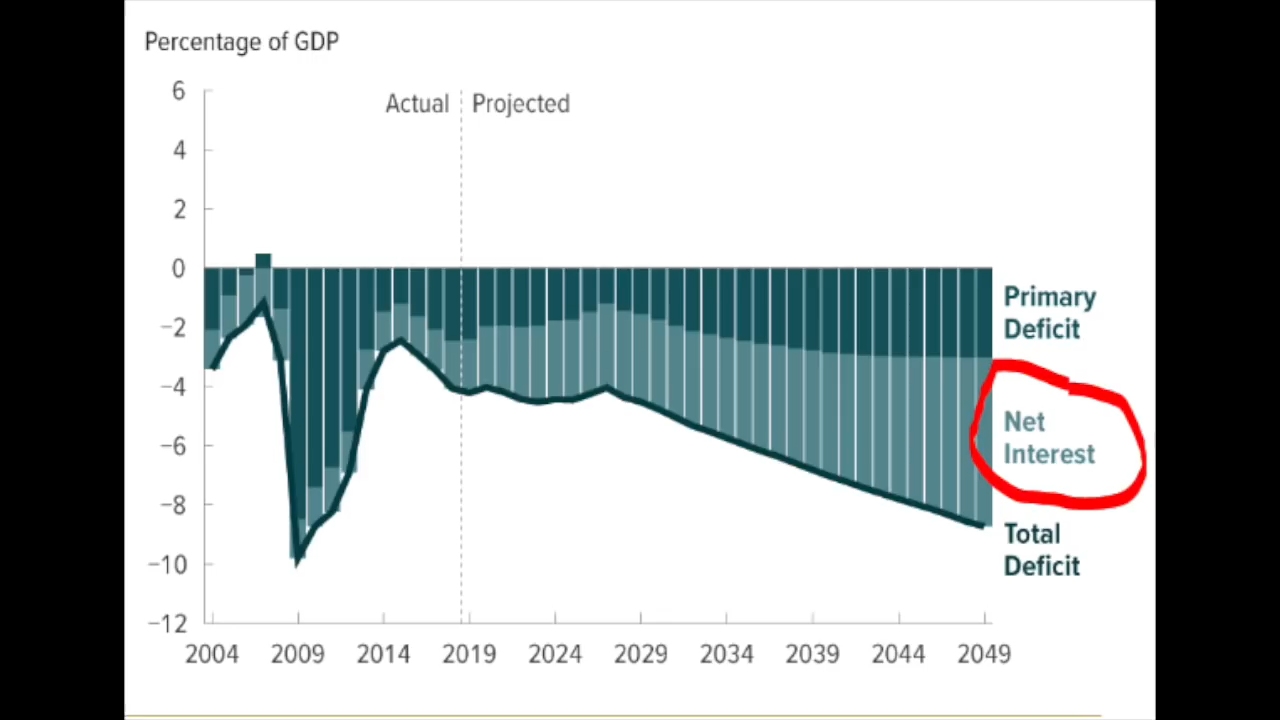 Percentage of GDP
6
Actual Projected
4
2
0
Primary
Deficit
−2
−4
Net
Interest
−6
−8
Total
Deficit
−10
−12
2004 2009 2014 2019 2024 2029 2034 2039 2044 2049